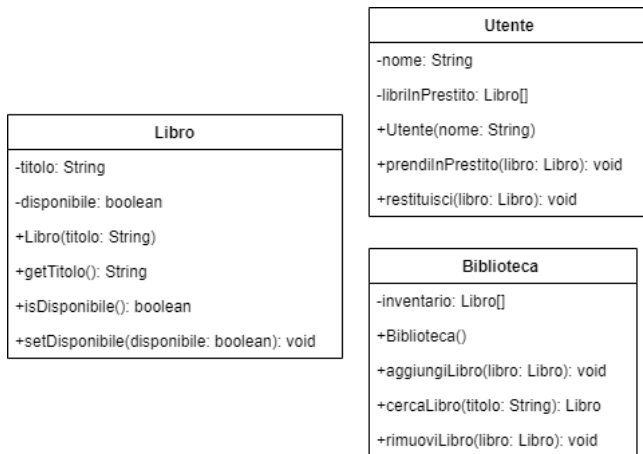 Libro
-titolo: String
-disponibile: boolean
+Libro(titolo: String)
+getTitolo(): String
+isDisponibile(): boolean
+setDisponibile(disponibile: boolean): void
Utente
-nome: String
-libriInPrestito: Libro[]
+Utente(nome: String)
+prendiInPrestito(libro: Libro): void
+restituisci(libro: Libro): void
Biblioteca
-inventario: Libro[]
+Biblioteca()
+aggiungiLibro(libro: Libro): void
+cercaLibro(titolo: String): Libro
+rimuoviLibro(libro: Libro): void